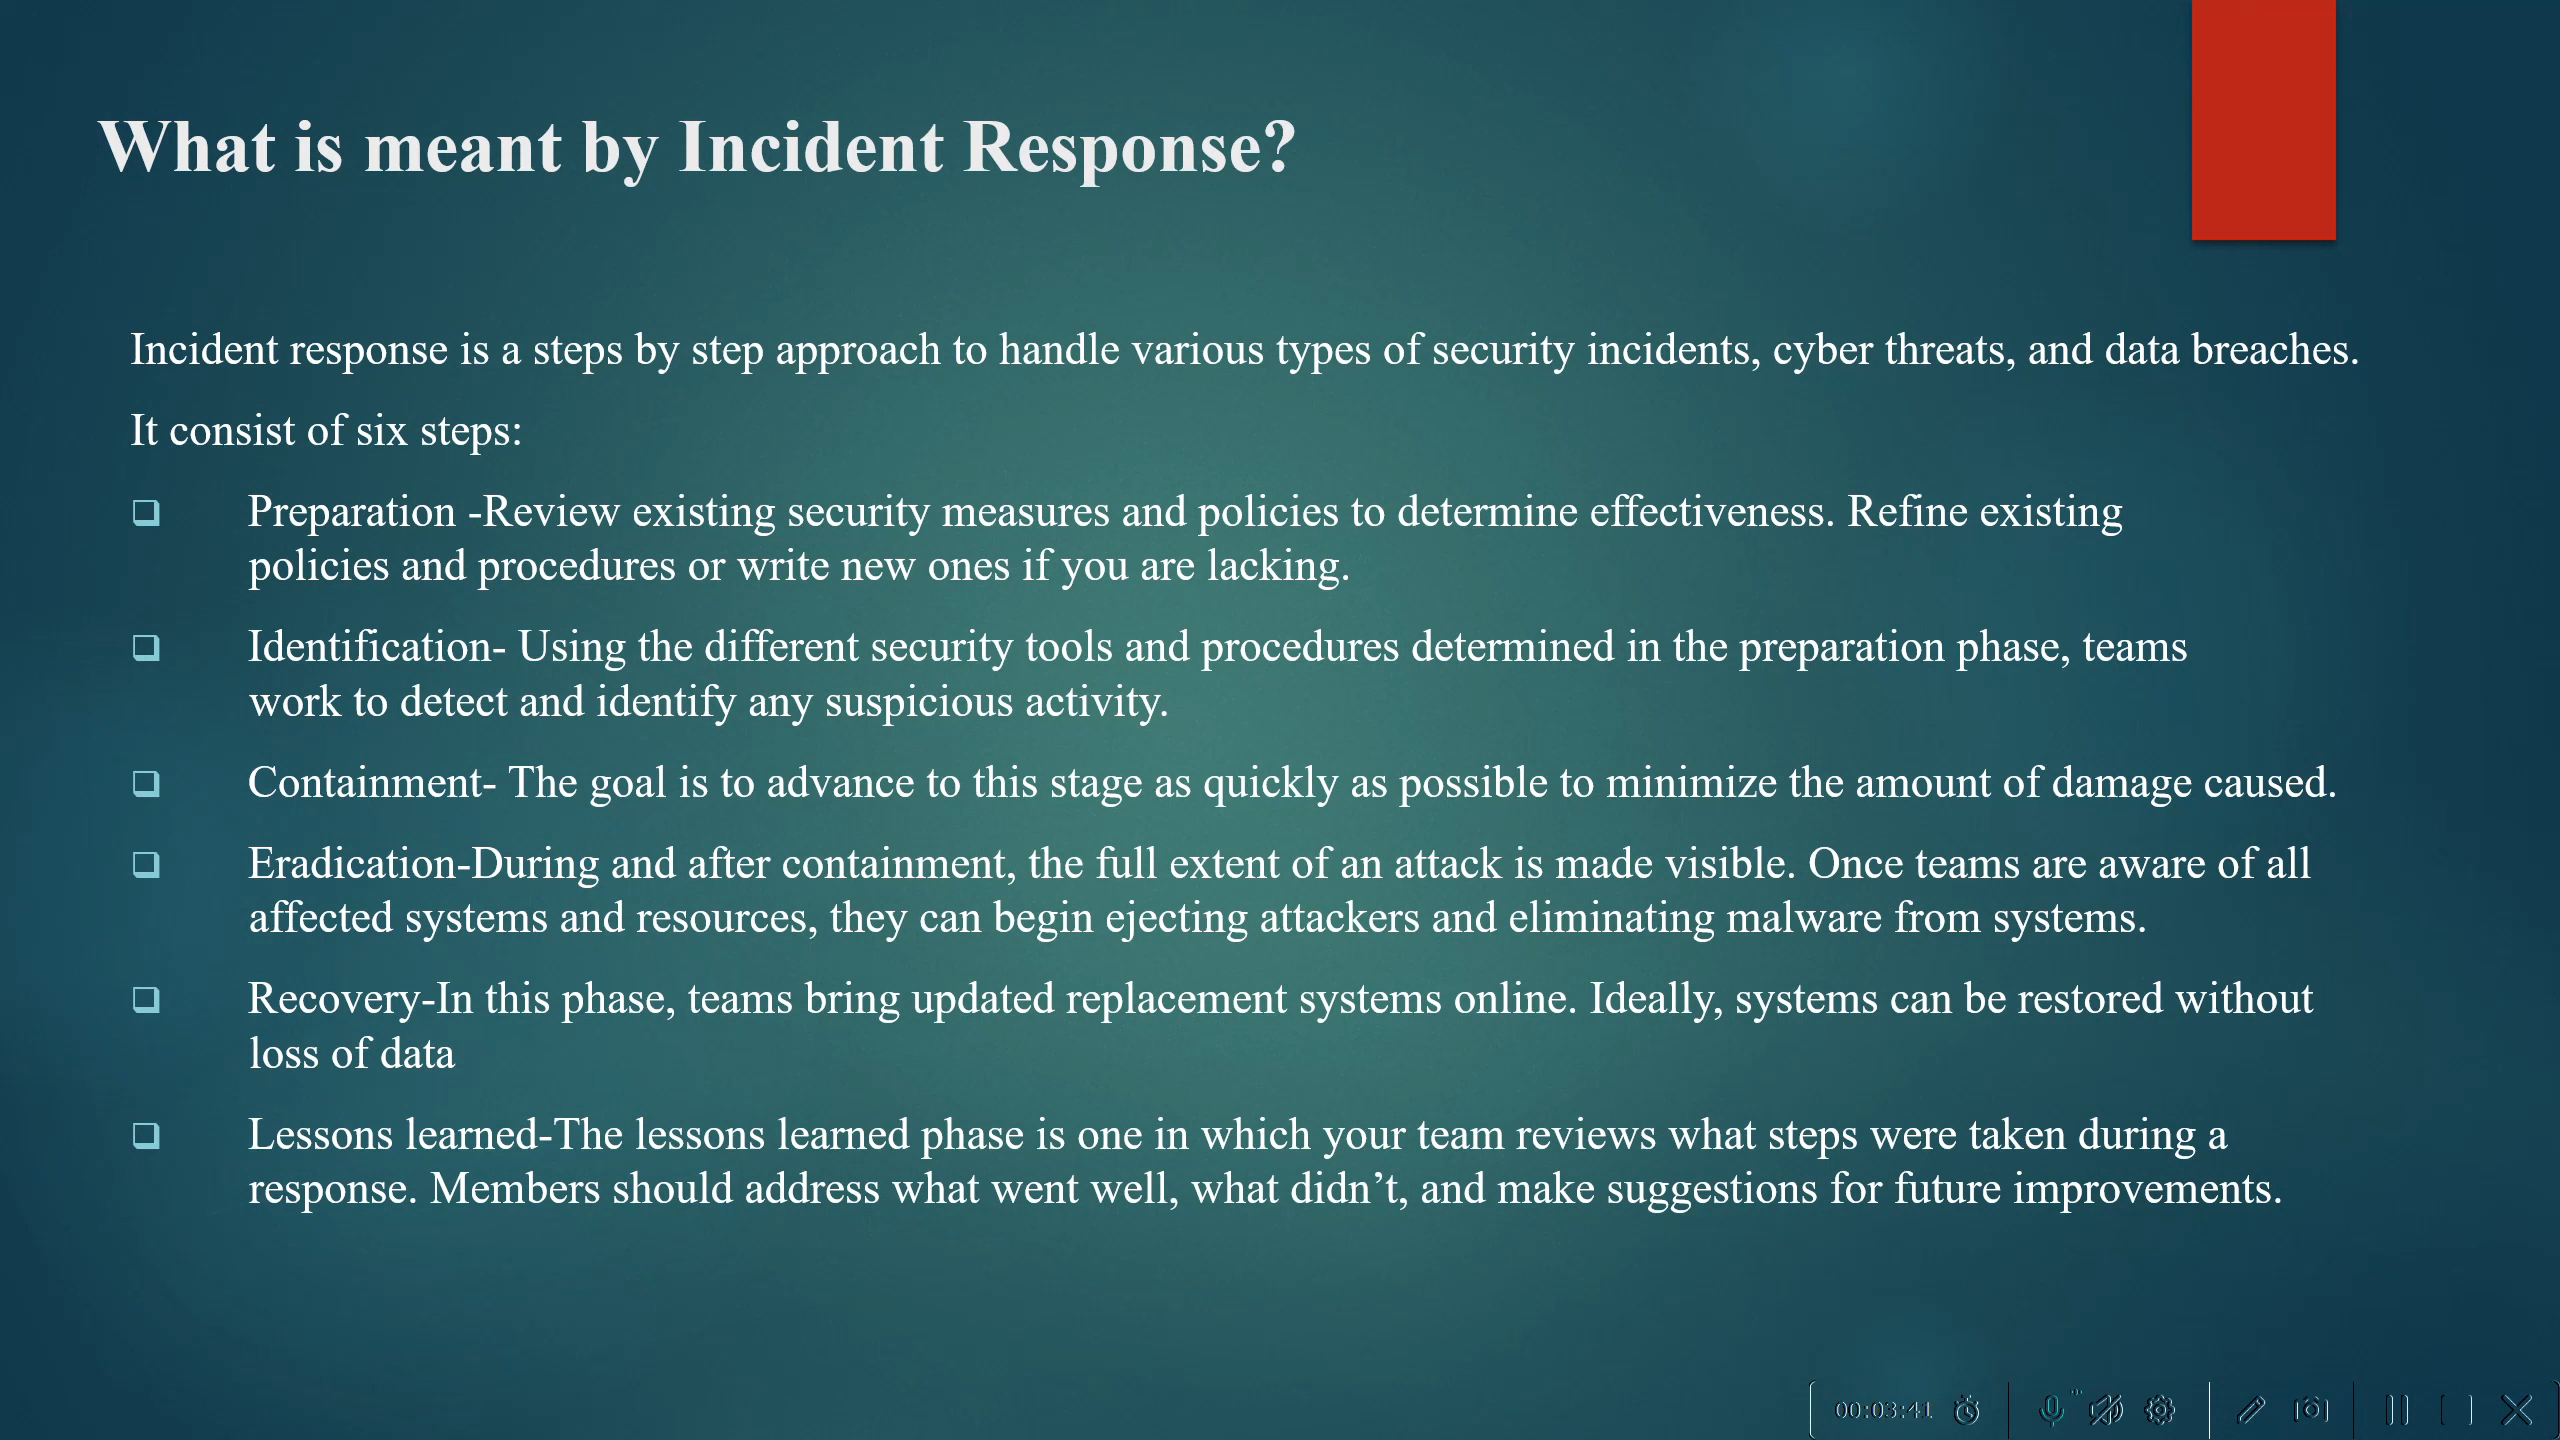 What is meant by Incident Response?
Incident response is a steps by step approach to handle various types of security incidents, cyber threats, and data breaches.
It consist of six steps:
Preparation -Review existing security measures and policies to determine effectiveness. Refine existing
policies and procedures or write new ones if you are lacking.
Identification- Using the different security tools and procedures determined in the preparation phase, teams
work to detect and identify any suspicious activity.
Containment- The goal is to advance to this stage as quickly as possible to minimize the amount of damage caused.
Eradication-During and after containment, the full extent of an attack is made visible. Once teams are aware of all
affected systems and resources, they can begin ejecting attackers and eliminating malware from systems.
Recovery-In this phase, teams bring updated replacement systems online. Ideally, systems can be restored without
loss of data
Lessons learned-The lessons learned phase is one in which your team reviews what steps were taken during a
response. Members should address what went well, what didn’t, and make suggestions for future improvements.
00:03:41